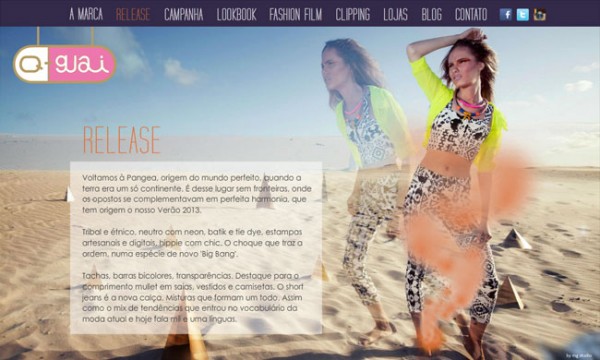 A MARCA RELEASE CAMPANHA LOOKBOOK FASHION FILM CLIPPING LOJAS BLOG CONTATO
Q-guai
RELEASE
Voltamos à Pangea, origem do mundo perfeito, quando a
terra era um só continente. É desse lugar sem fronteiras, onde
os opostos se complementavam em perfeita harmonia, que
tem origem o nosso Verão 2013.
Tribal e étnico, neutro com neon, batik e tie dye, estampas
artesanais e digitais, hippie com chic. O choque que traz a
ordem, numa espécie de novo 'Big Bang'.
Tachas, barras bicolores, transparências. Destaque para o
comprimento mullet em saias, vestidos e camisetas. O short
jeans é a nova calça. Misturas que formam um todo. Assim
como o mix de tendências que entrou no vocabulário da
moda atual e hoje fala mil e uma línguas.